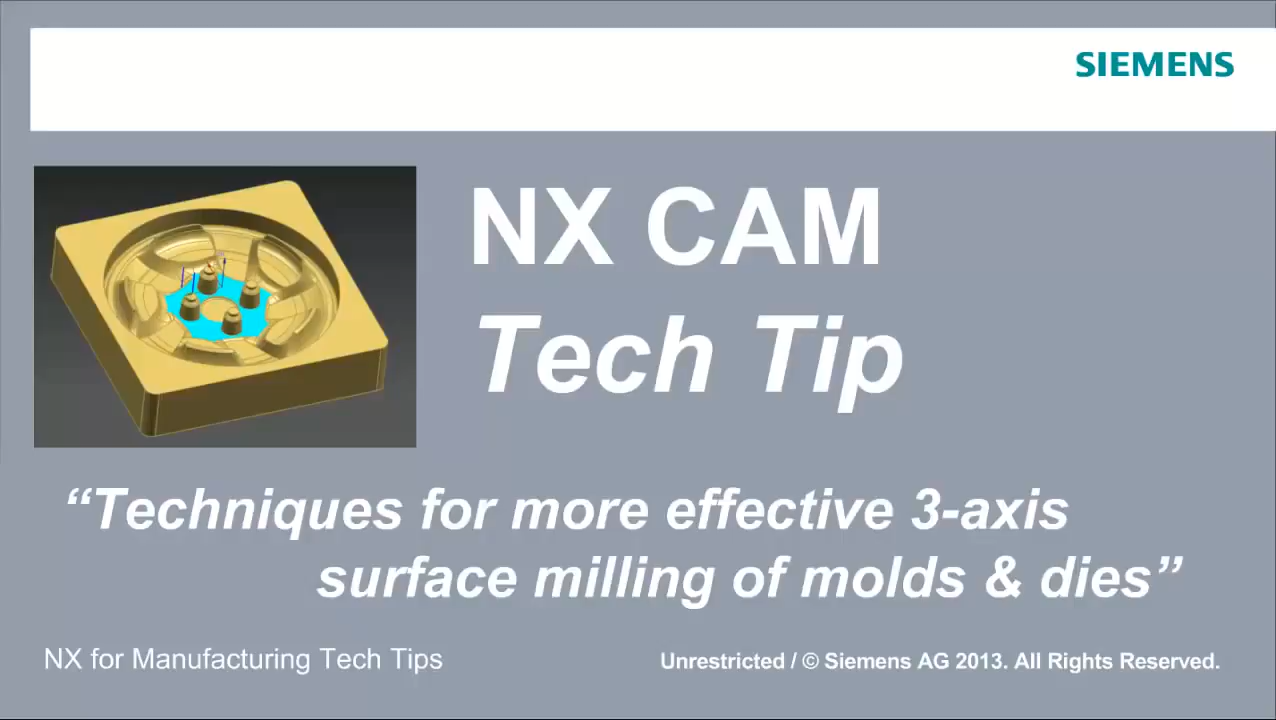 SIEMENS
NX CAM
Tech Tip
“Techniques for more effective 3-axis
surface milling of molds & dies”
NX for Manufacturing Tech Tips
Unrestricted / © Siemens AG 2013. All Rights Reserved.